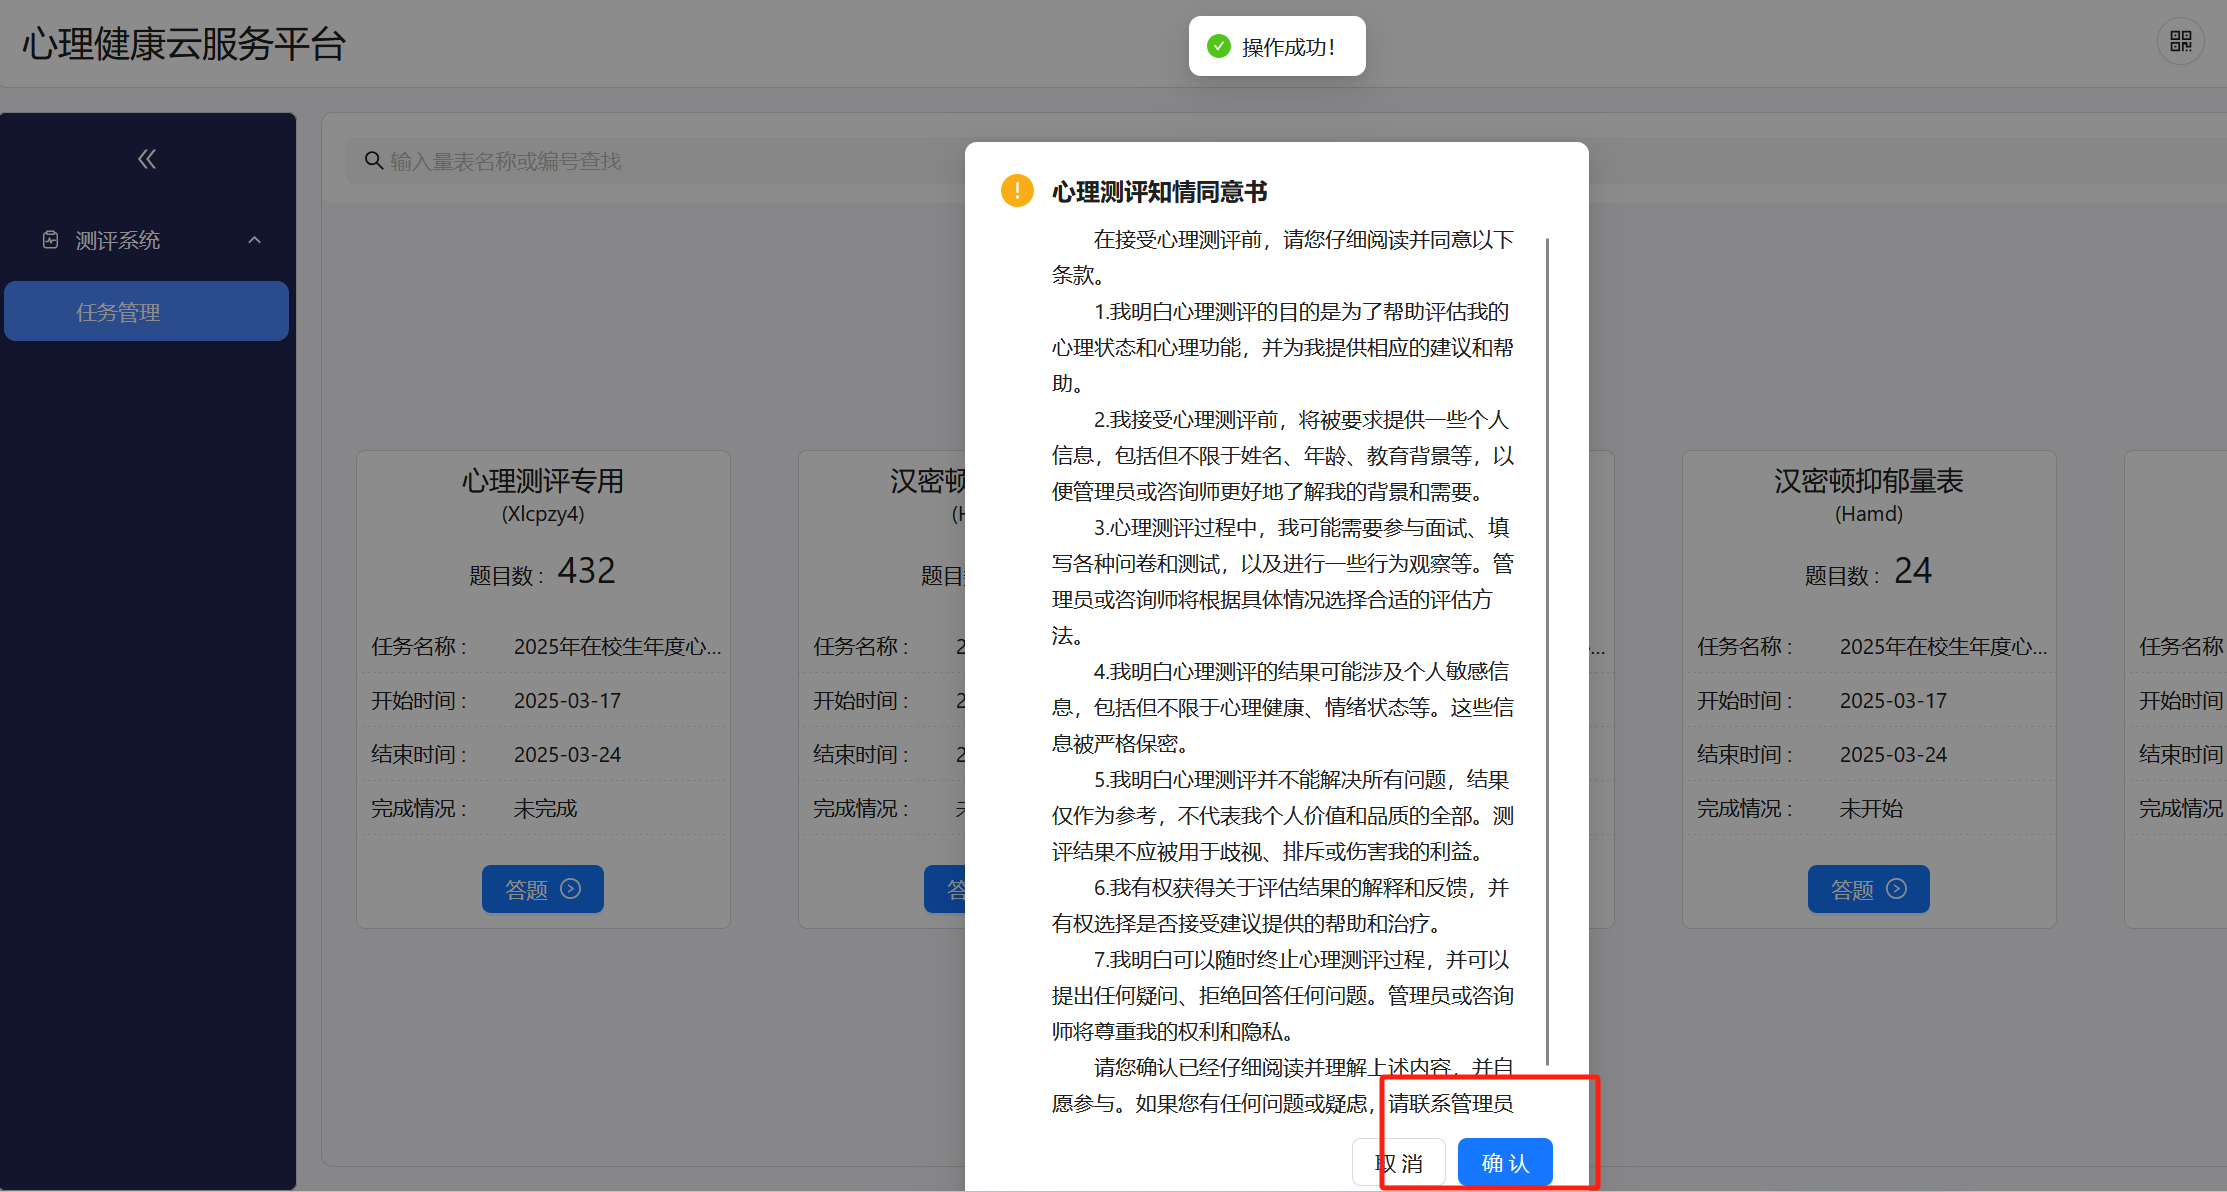 心理健康云服务平台
操作成功！
测评系统
任务管理
输入量表名称或编号查找
心理测评知情同意书
在接受心理测评前，请您仔细阅读并同意以下
条款。
1.我明白心理测评的目的是为了帮助评估我的
心理状态和心理功能，并为我提供相应的建议和帮
助。
2.我接受心理测评前，将被要求提供一些个人
信息，包括但不限于姓名、年龄、教育背景等，以
便管理员或咨询师更好地了解我的背景和需要。
3.心理测评过程中，我可能需要参与面试、填
写各种问卷和测试，以及进行一些行为观察等。管
理员或咨询师将根据具体情况选择合适的评估方
法。
4.我明白心理测评的结果可能涉及个人敏感信
息，包括但不限于心理健康、情绪状态等。这些信
息被严格保密。
5.我明白心理测评并不能解决所有问题，结果
仅作为参考，不代表我个人价值和品质的全部。测
评结果不应被用于歧视、排斥或伤害我的利益。
6.我有权获得关于评估结果的解释和反馈，并
有权选择是否接受建议提供的帮助和治疗。
7.我明白可以随时终止心理测评过程，并可以
提出任何疑问、拒绝回答任何问题。管理员或咨询
师将尊重我的权利和隐私。
请您确认已经仔细阅读并理解上述内容，并自
愿参与。如果您有任何问题或疑虑，请联系管理员
取 消
确 认
心理测评专用
(Xlcpzy4)
题目数： 432
任务名称： 2025年在校生年度心...
开始时间： 2025-03-17
结束时间： 2025-03-24
完成情况： 未完成
答题
汉密顿
(H
题目
任务名称： 2
开始时间： 2
结束时间： 2
完成情况：
答
...
汉密顿抑郁量表
(Hamd)
题目数： 24
任务名称： 2025年在校生年度心...
开始时间： 2025-03-17
结束时间： 2025-03-24
完成情况： 未开始
答题
任务名称
开始时间
结束时间
完成情况